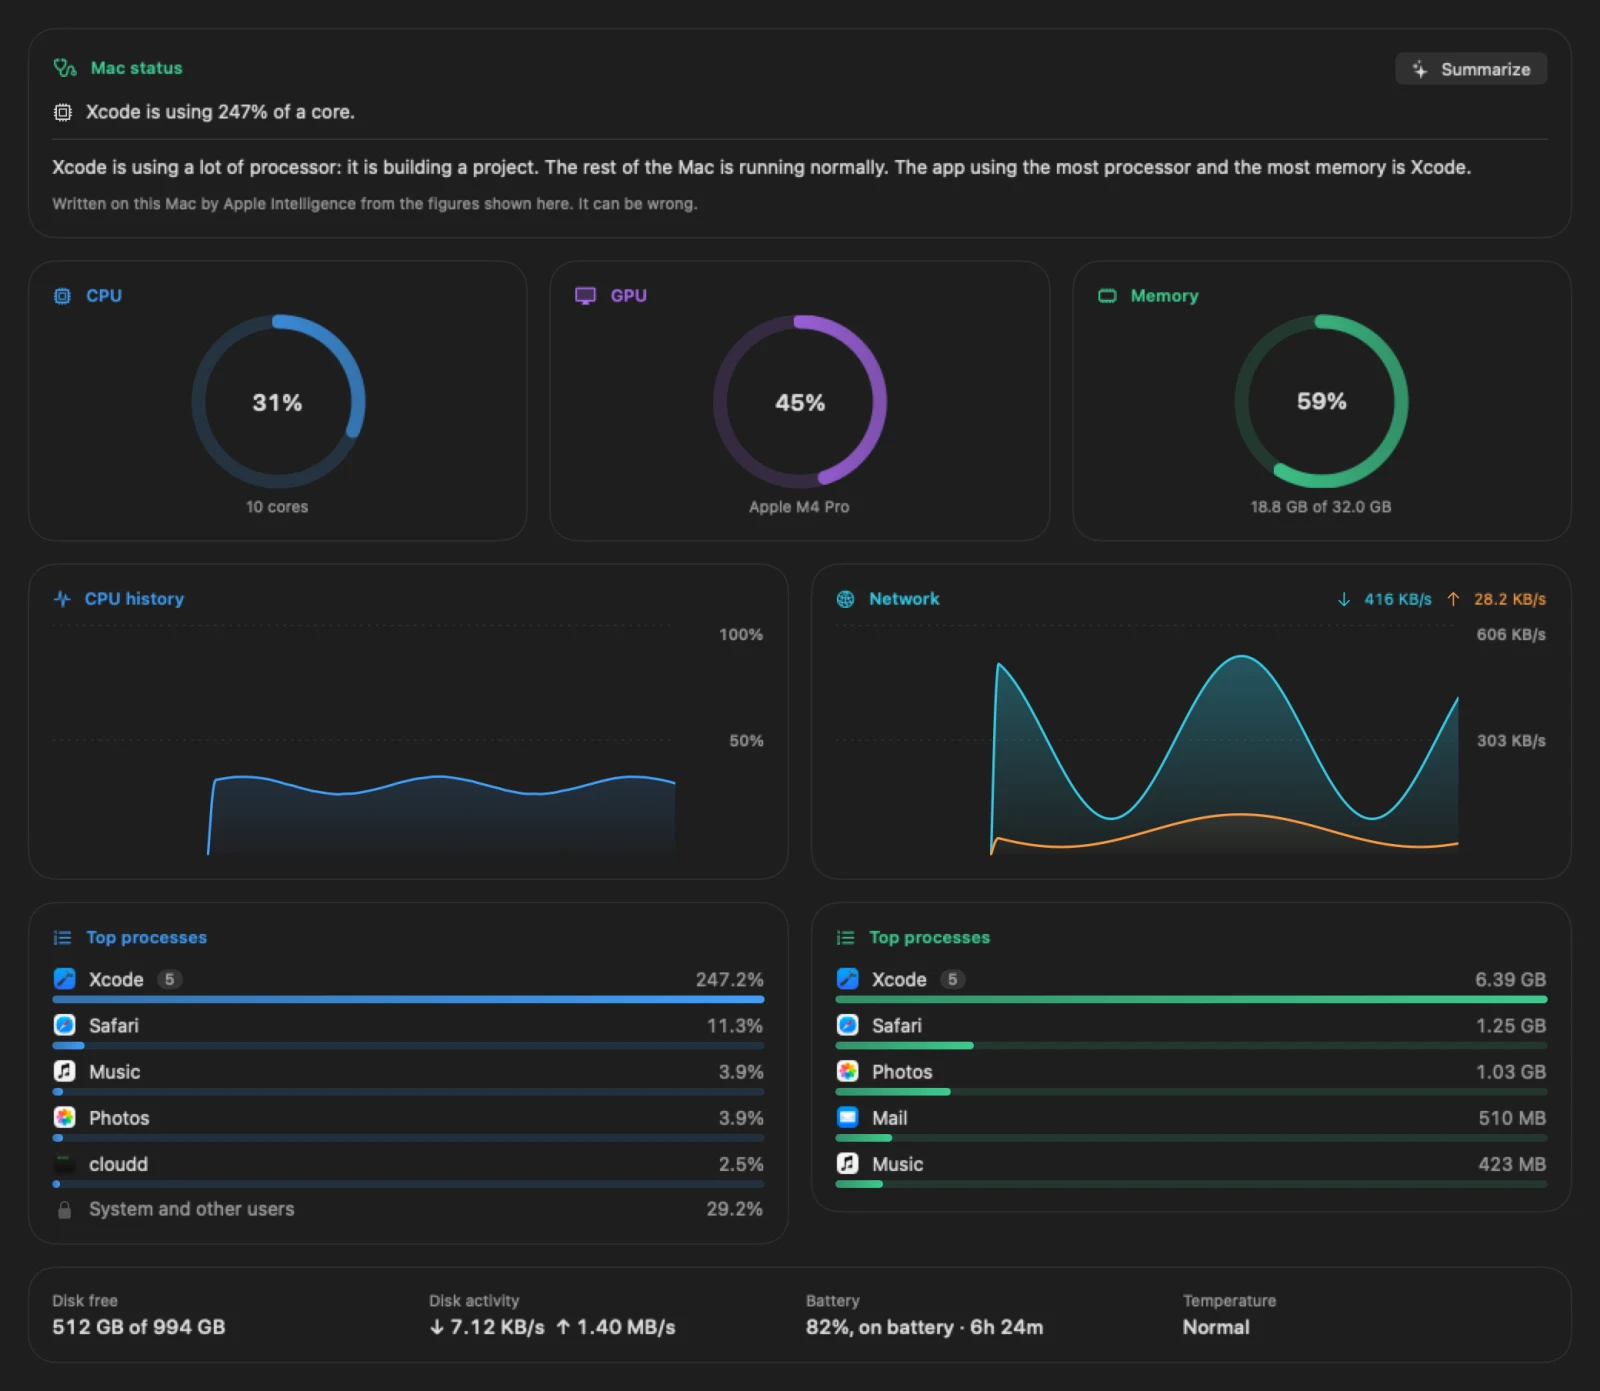 Mac status
Summarize
Xcode is using 247% of a core.
Xcode is using a lot of processor: it is building a project. The rest of the Mac is running normally. The app using the most processor and the most memory is Xcode.
Written on this Mac by Apple Intelligence from the figures shown here. It can be wrong.
CPU
31%
10 cores
GPU
45%
Apple M4 Pro
Memory
59%
18.8 GB of 32.0 GB
CPU history
100%
50%
Network
↓ 416 KB/s ↑ 28.2 KB/s
606 KB/s
303 KB/s
Top processes
Xcode 5 247.2%
Safari 11.3%
Music 3.9%
Photos 3.9%
cloudd 2.5%
System and other users 29.2%
Top processes
Xcode 5 6.39 GB
Safari 1.25 GB
Photos 1.03 GB
Mail 510 MB
Music 423 MB
Disk free
512 GB of 994 GB
Disk activity
↓ 7.12 KB/s ↑ 1.40 MB/s
Battery
82%, on battery · 6h 24m
Temperature
Normal